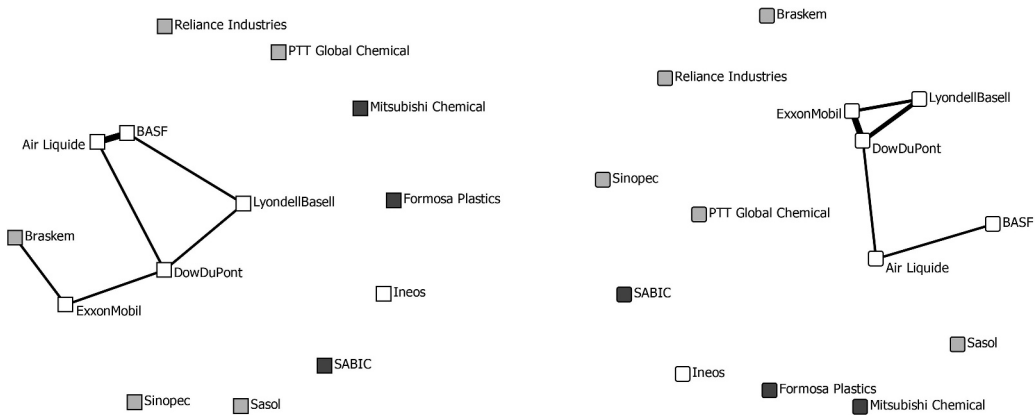 Reliance Industries
PTT Global Chemical
Mitsubishi Chemical
BASF
Air Liquide
Formosa Plastics
LyondellBasell
Braskem
DowDuPont
Ineos
ExxonMobil
SABIC
Sinopec
Sasol
Braskem
Reliance Industries
LyondellBasell
ExxonMobil
DowDuPont
Sinopec
PTT Global Chemical
BASF
Air Liquide
SABIC
Sasol
Ineos
Formosa Plastics
Mitsubishi Chemical